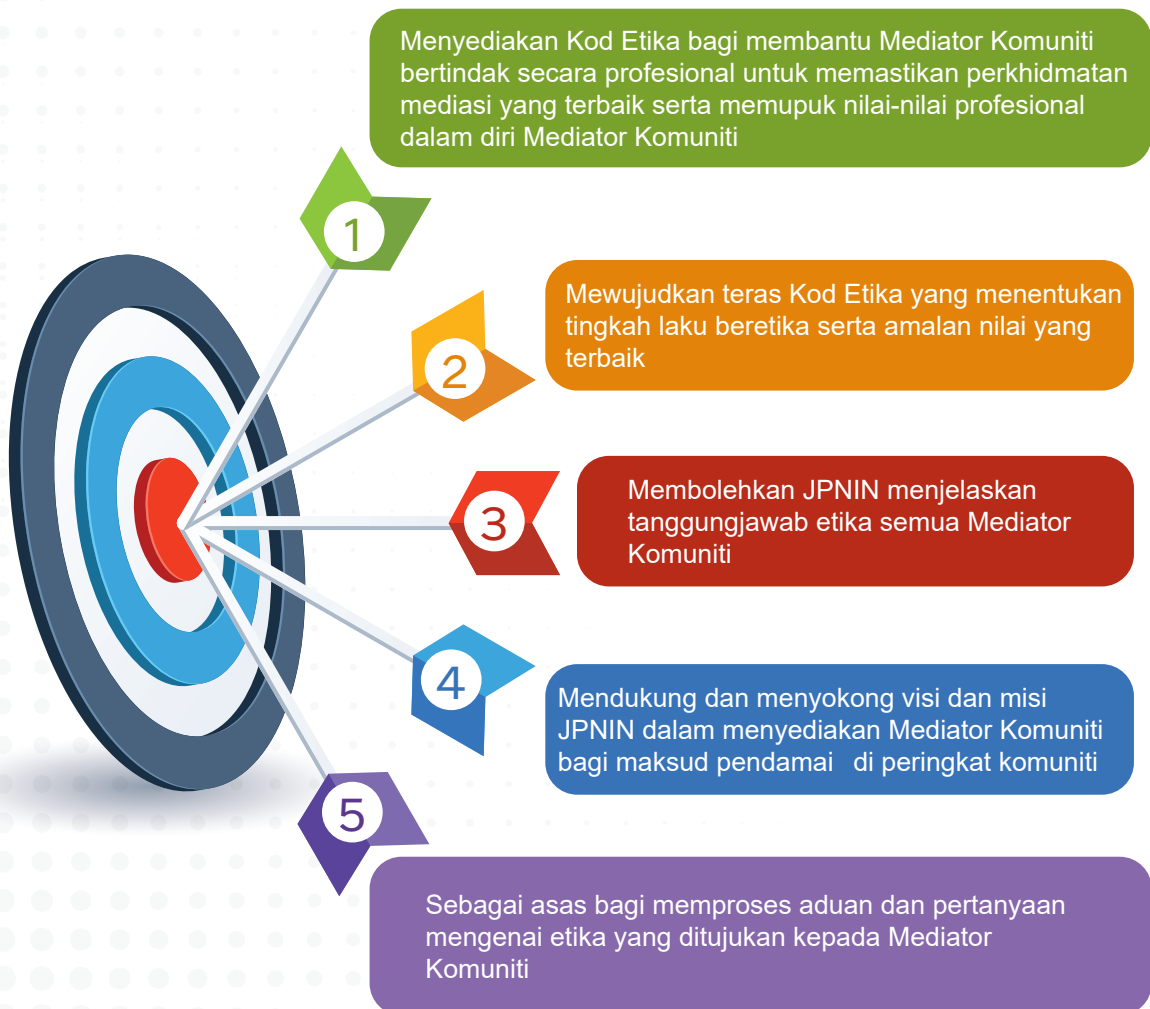 Menyediakan Kod Etika bagi membantu Mediator Komuniti
bertindak secara profesional untuk memastikan perkhidmatan
mediasi yang terbaik serta memupuk nilai-nilai profesional
dalam diri Mediator Komuniti
1
Mewujudkan teras Kod Etika yang menentukan
tingkah laku beretika serta amalan nilai yang
terbaik
2
Membolehkan JPNIN menjelaskan
tanggungjawab etika semua Mediator
Komuniti
3
Mendukung dan menyokong visi dan misi
JPNIN dalam menyediakan Mediator Komuniti
bagi maksud pendamai di peringkat komuniti
4
Sebagai asas bagi memproses aduan dan pertanyaan
mengenai etika yang ditujukan kepada Mediator
Komuniti
5